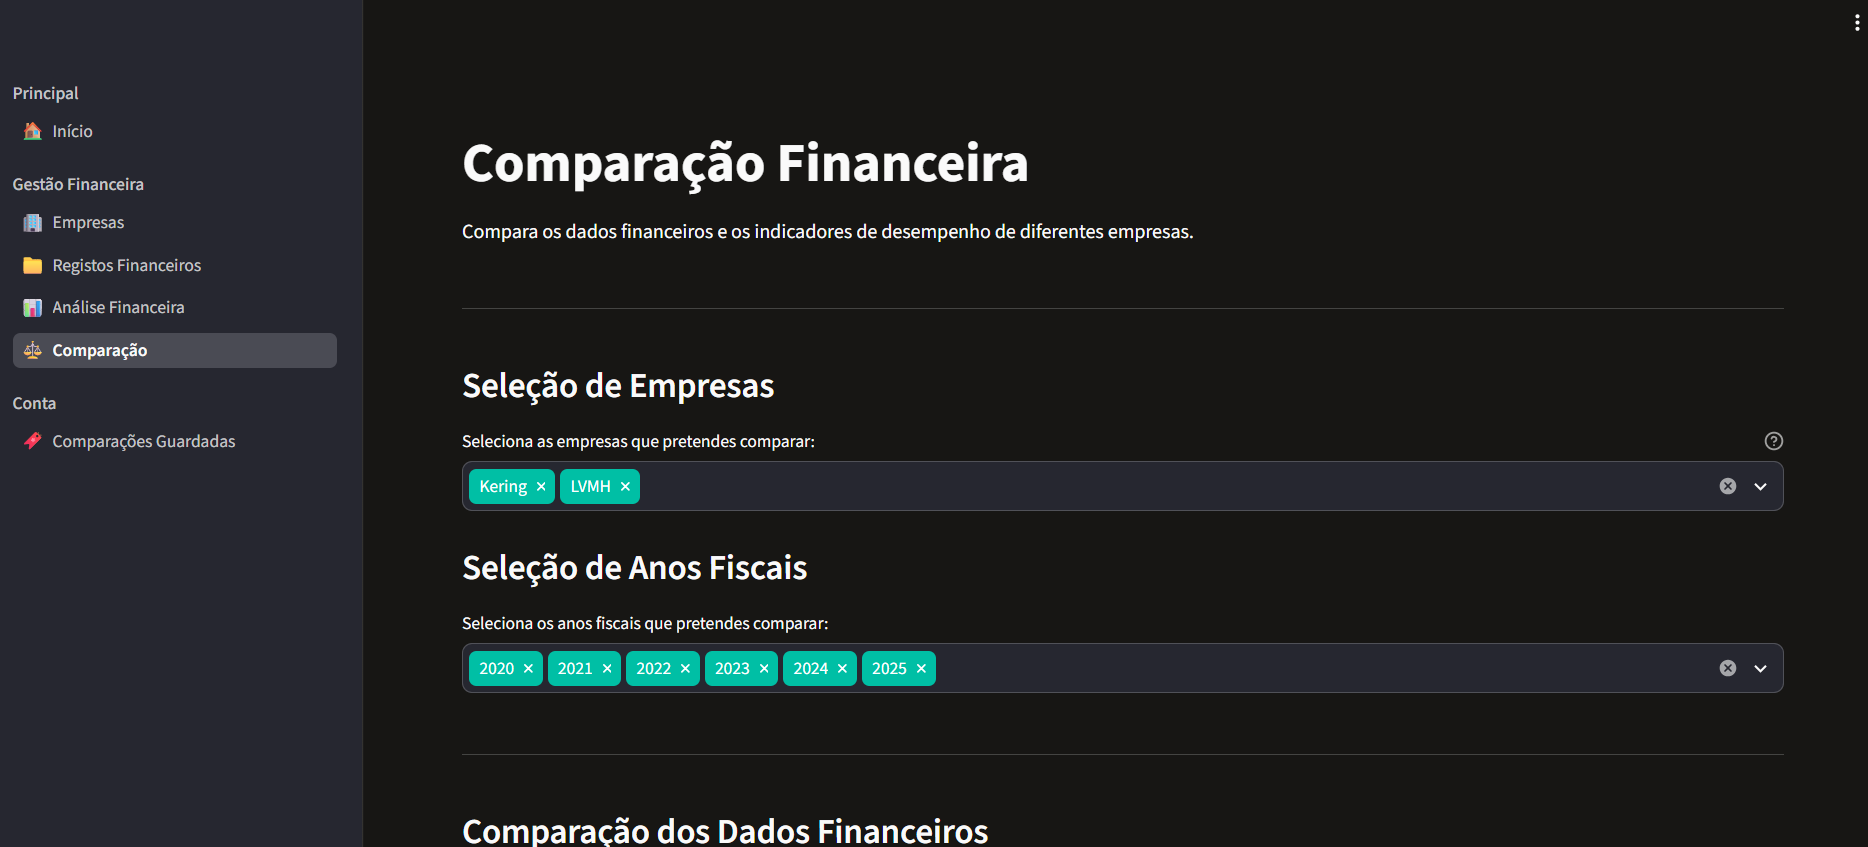 Principal
Início
Gestão Financeira
Empresas
Registos Financeiros
Análise Financeira
Comparação
Conta
Comparações Guardadas
Comparação Financeira
Compara os dados financeiros e os indicadores de desempenho de diferentes empresas.
Seleção de Empresas
Seleciona as empresas que pretendes comparar:
Kering LVMH
Seleção de Anos Fiscais
Seleciona os anos fiscais que pretendes comparar:
2020 2021 2022 2023 2024 2025
Comparação dos Dados Financeiros